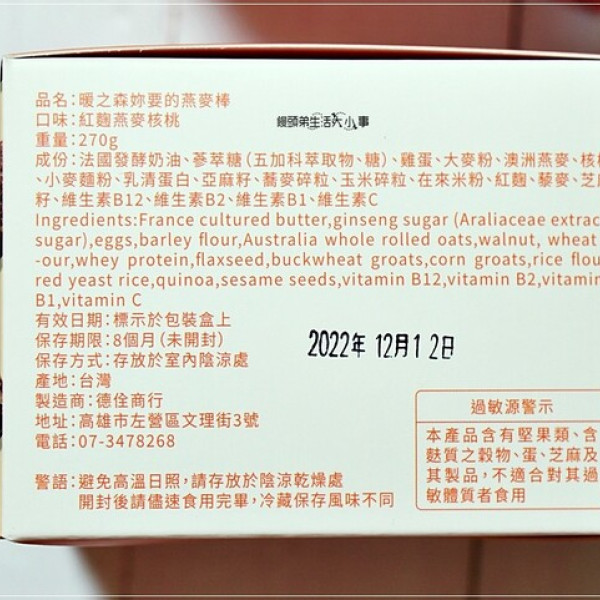 品名:暖之森妳要的燕麥棒
口味:紅麴燕麥核桃
饅頭弟生活大小事
重量:270g
成份:法國發酵奶油、蔘萃糖(五加科萃取物、糖)、雞蛋、大麥粉、澳洲燕麥、核
、小麥麵粉、乳清蛋白、亞麻籽、蕎麥碎粒、玉米碎粒、在來米粉、紅麴、藜麥、芝
籽、維生素B12、維生素B2、維生素B1、維生素C
Ingredients:France cultured butter,ginseng sugar (Araliaceae extrac
sugar),eggs,barley flour,Australia whole rolled oats,walnut, wheat
-our,whey protein,flaxseed,buckwheat groats,corn groats,rice flou
red yeast rice,quinoa,sesame seeds,vitamin B12,vitamin B2,vitamin
B1,vitamin C
有效日期:標示於包裝盒上
保存期限:8個月(未開封)
2022年 12月12日
保存方式:存放於室內陰涼處
產地:台灣
製造商:德佺商行
地址:高雄市左營區文理街3號
電話:07-3478268
警語:避免高溫日照,請存放於陰涼乾燥處
開封後請儘速食用完畢,冷藏保存風味不同
過敏源警示
本產品含有堅果類、含
麩質之穀物、蛋、芝麻及
其製品,不適合對其過
敏體質者食用